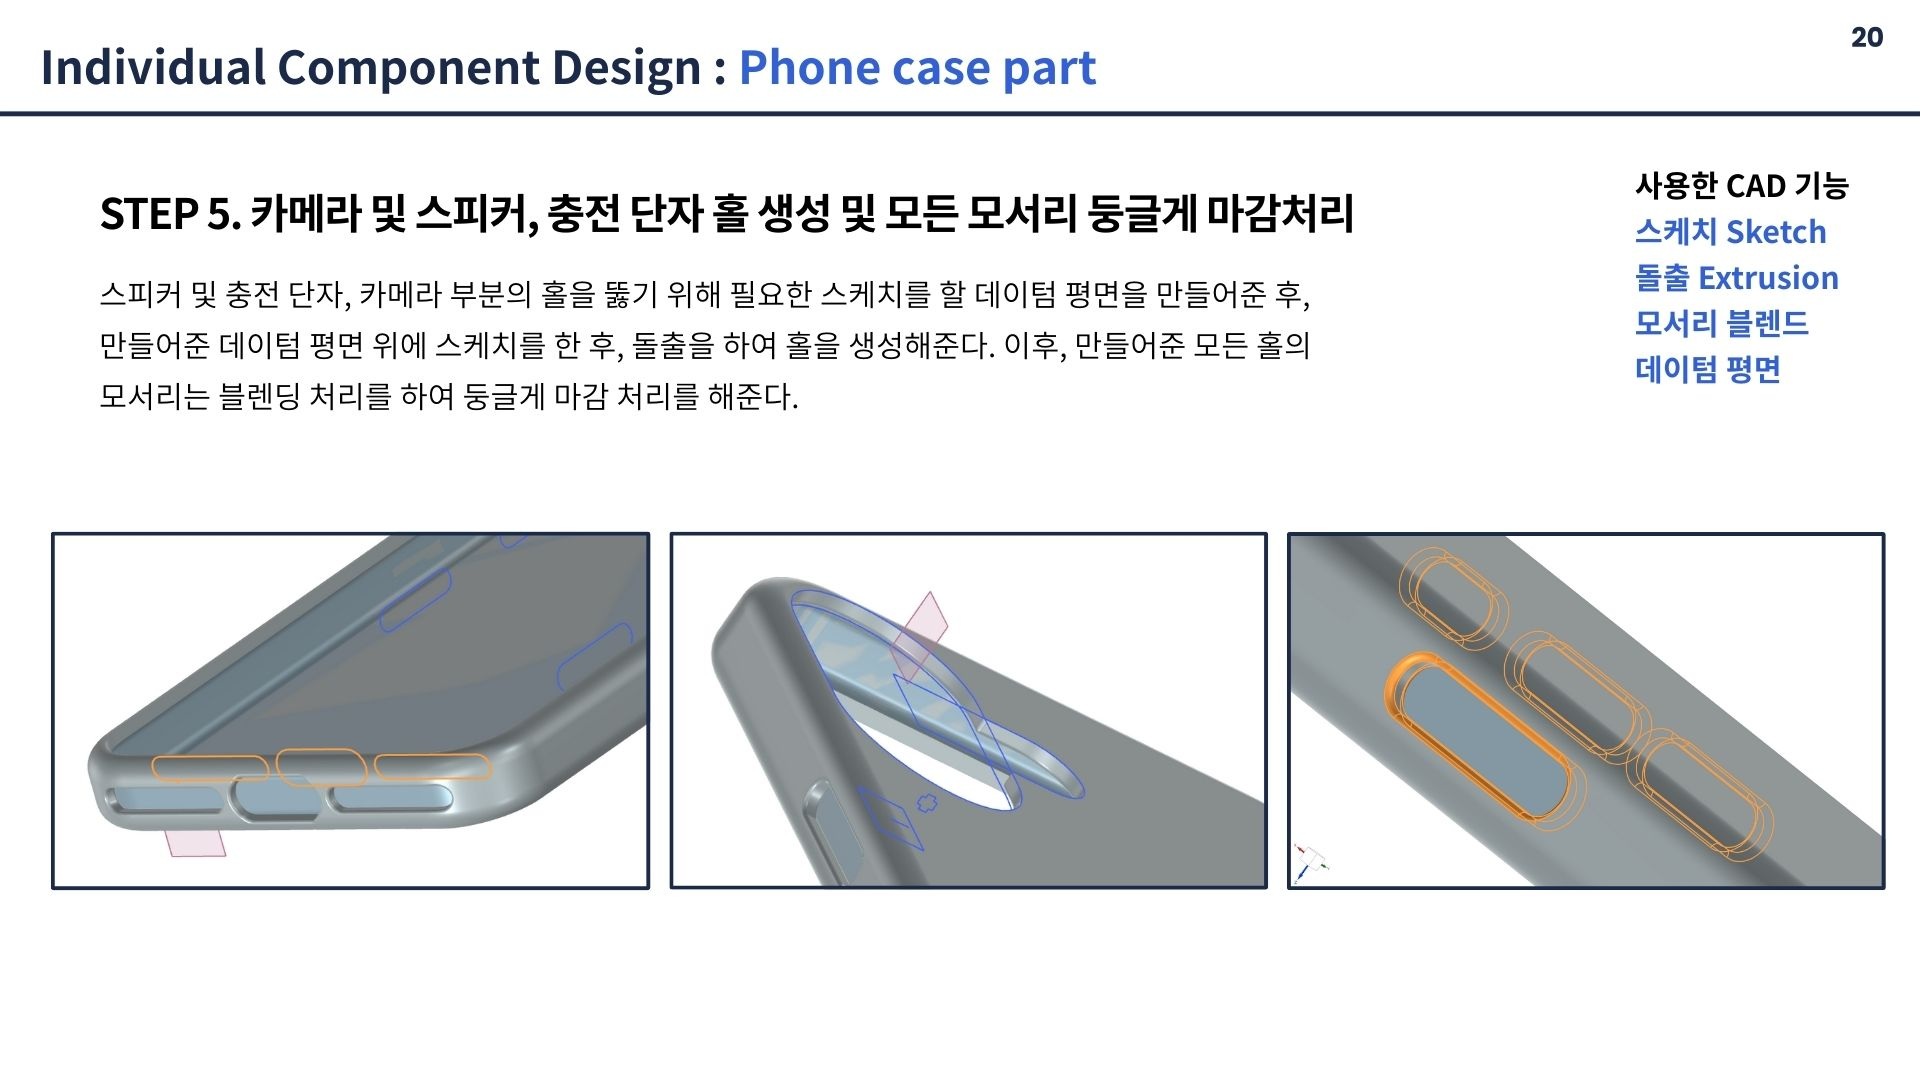 20
Individual Component Design : Phone case part
STEP 5. 카메라 및 스피커, 충전 단자 홀 생성 및 모든 모서리 둥글게 마감처리
스피커 및 충전 단자, 카메라 부분의 홀을 뚫기 위해 필요한 스케치를 할 데이텀 평면을 만들어준 후,
만들어준 데이텀 평면 위에 스케치를 한 후, 돌출을 하여 홀을 생성해준다. 이후, 만들어준 모든 홀의
모서리는 블렌딩 처리를 하여 둥글게 마감 처리를 해준다.
사용한 CAD 기능
스케치 Sketch
돌출 Extrusion
모서리 블렌드
데이텀 평면